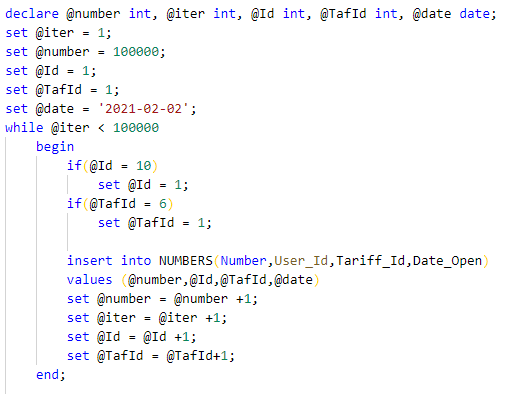 declare @number int, @iter int, @Id int, @TafId int, @date date;
set @iter = 1;
set @number = 100000;
set @Id = 1;
set @TafId = 1;
set @date = '2021-02-02';
while @iter < 100000
begin
if(@Id = 10)
set @Id = 1;
if(@TafId = 6)
set @TafId = 1;
insert into NUMBERS(Number,User_Id,Tariff_Id,Date_Open)
values (@number,@Id,@TafId,@date)
set @number = @number +1;
set @iter = @iter +1;
set @Id = @Id +1;
set @TafId = @TafId+1;
end;